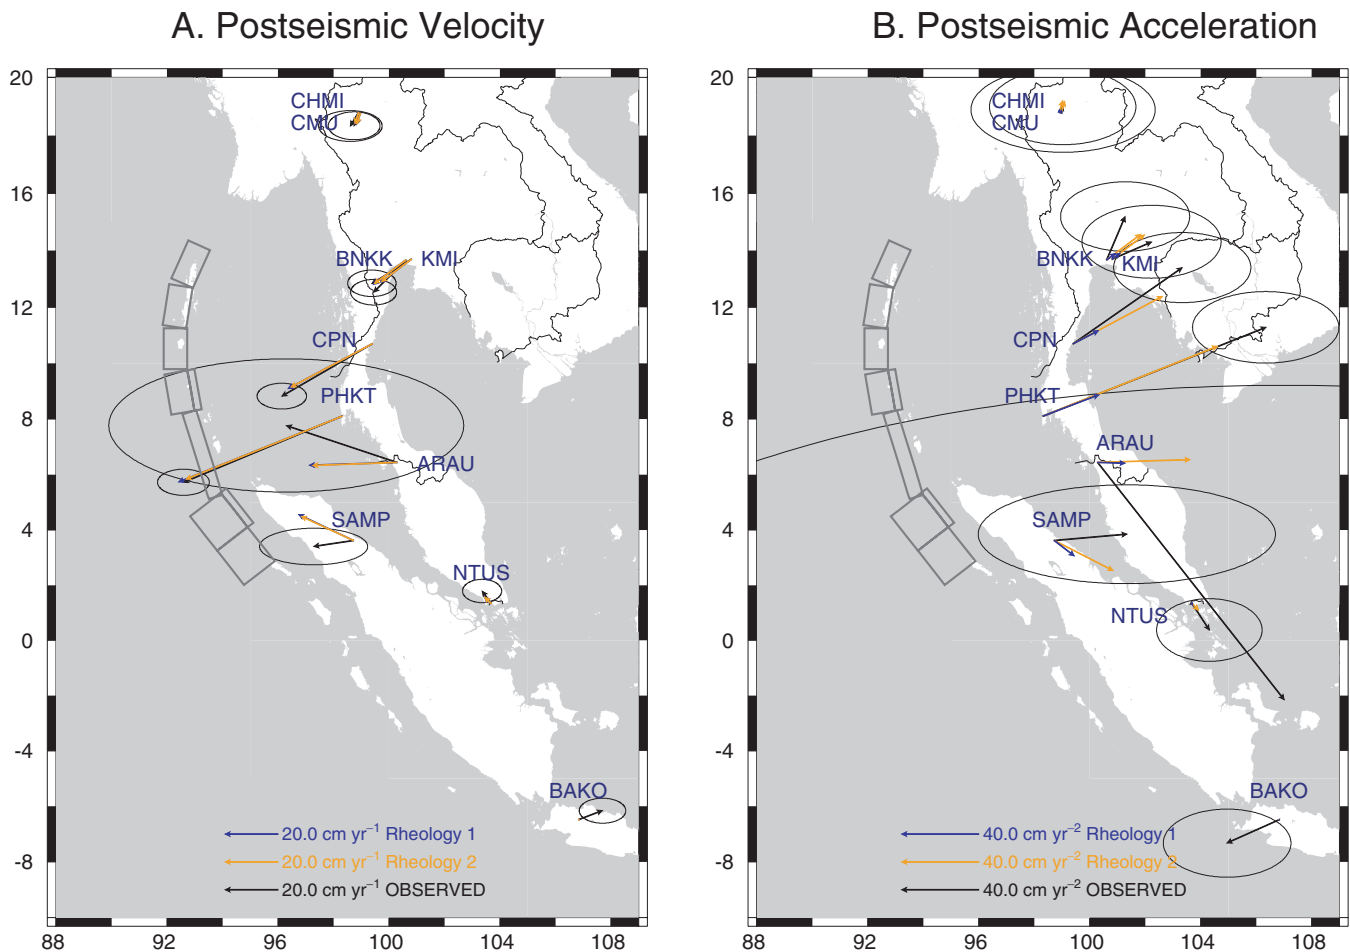 A. Postseismic Velocity
B. Postseismic Acceleration
20
16
12
8
4
0
-4
-8
88
92
96
100
104
108
CHMI
CMU
BNKK
KMI
CPN
PHKT
ARAU
SAMP
NTUS
BAKO
20.0 cm yr⁻¹ Rheology 1
20.0 cm yr⁻¹ Rheology 2
20.0 cm yr⁻¹ OBSERVED
20
16
12
8
4
0
-4
-8
88
92
96
100
104
108
CHMI
CMU
BNKK
KMI
CPN
PHKT
ARAU
SAMP
NTUS
BAKO
40.0 cm yr⁻² Rheology 1
40.0 cm yr⁻² Rheology 2
40.0 cm yr⁻² OBSERVED